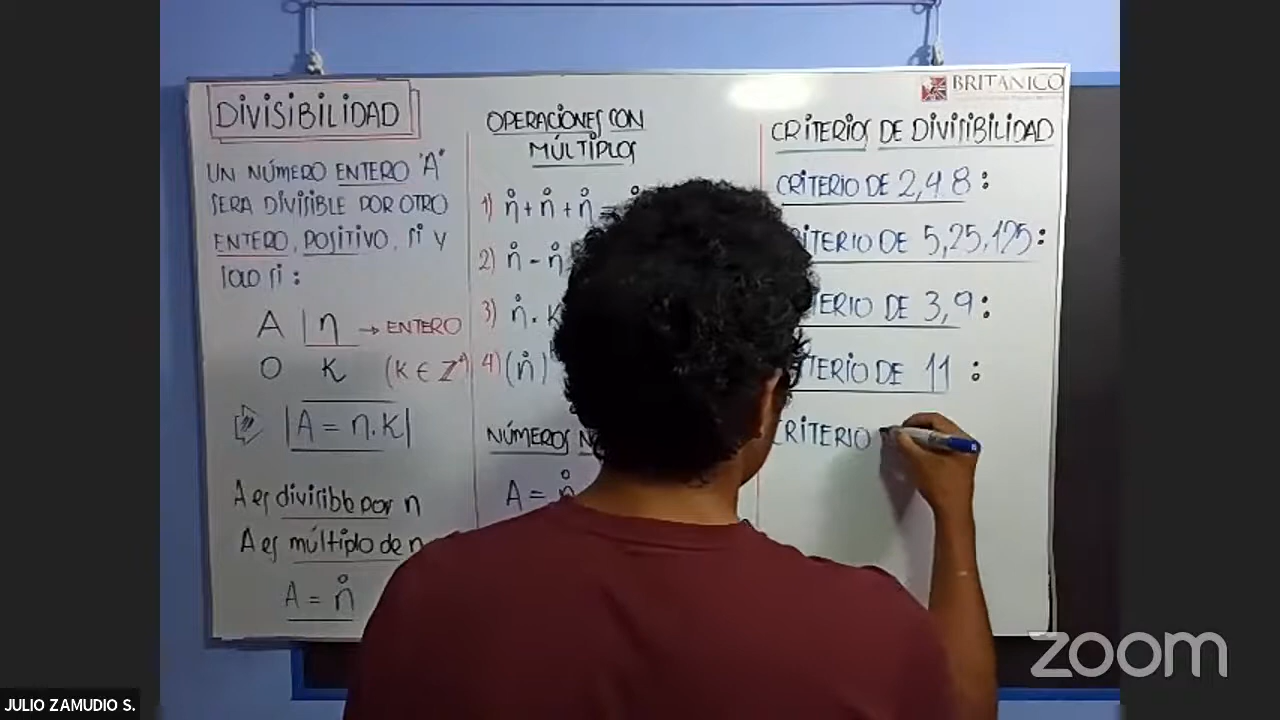 DIVISIBILIDAD
UN NÚMERO ENTERO "A"
SERA DIVISIBLE POR OTRO
ENTERO, POSITIVO, SI Y
SOLO SI :
A | n → ENTERO
O K (K ∈ Z⁺)
⇨ |A = n.K|
A es divisible por n
A es múltiplo de n
A = n̊
OPERACIONES CON
MÚLTIPLOS
1) n̊ + n̊ + n̊ =
2) n̊ - n̊
3) n̊ . K
4) (n̊)
NÚMEROS
A = n̊
BRITANICO
CRITERIOS DE DIVISIBILIDAD
CRITERIO DE 2,4,8 :
CRITERIO DE 5,25,125 :
CRITERIO DE 3,9 :
CRITERIO DE 11 :
CRITERIO
zoom
JULIO ZAMUDIO S.